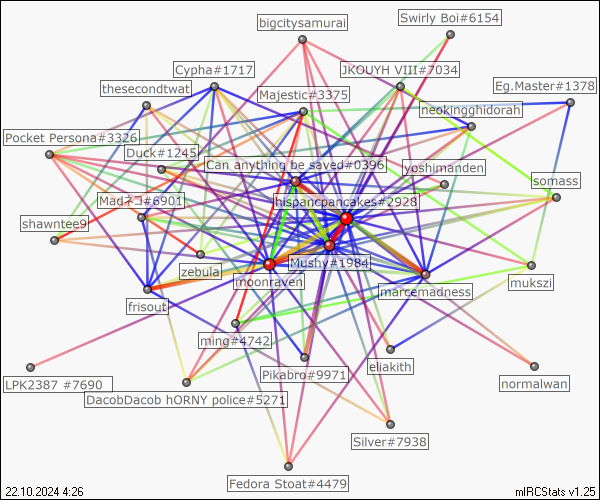 Swirly Boi#6154
bigcitysamurai
Cypha#1717
JKOUYH VIII#7034
thesecondtwat
Majestic#3375
Eg.Master#1378
neokingghidorah
Pocket Persona#3326
Duck#1245
Can anything be saved#0396
yoshimanden
somass
Madネコ#6901
hispancpancakes#2928
shawntee9
zebula
Mushy#1984
moonraven
marcemadness
mukszi
frisout
ming#4742
eliakith
Pikabro#9971
LPK2387 #7690
normalwan
DacobDacob hORNY police#5271
Silver#7938
Fedora Stoat#4479
22.10.2024 4:26
mIRCStats v1.25